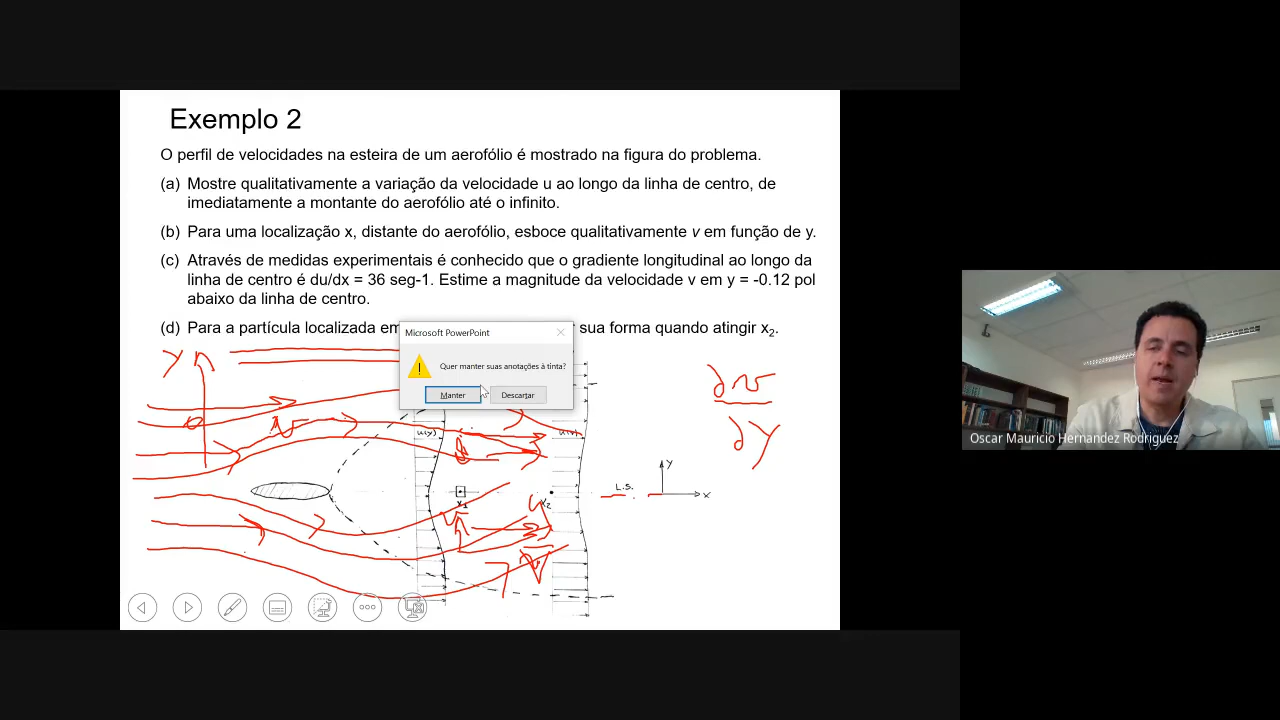 Exemplo 2
O perfil de velocidades na esteira de um aerofólio é mostrado na figura do problema.
(a) Mostre qualitativamente a variação da velocidade u ao longo da linha de centro, de
imediatamente a montante do aerofólio até o infinito.
(b) Para uma localização x, distante do aerofólio, esboce qualitativamente v em função de y.
(c) Através de medidas experimentais é conhecido que o gradiente longitudinal ao longo da
linha de centro é du/dx = 36 seg-1. Estime a magnitude da velocidade v em y = -0.12 pol
abaixo da linha de centro.
(d) Para a partícula localizada em
sua forma quando atingir x2.
Microsoft PowerPoint
Quer manter suas anotações à tinta?
Manter
Descartar
Y
∂v
∂y
u(y)
u(y)
v
Y
L.S.
x
x1
x2
Oscar Mauricio Hernandez Rodriguez